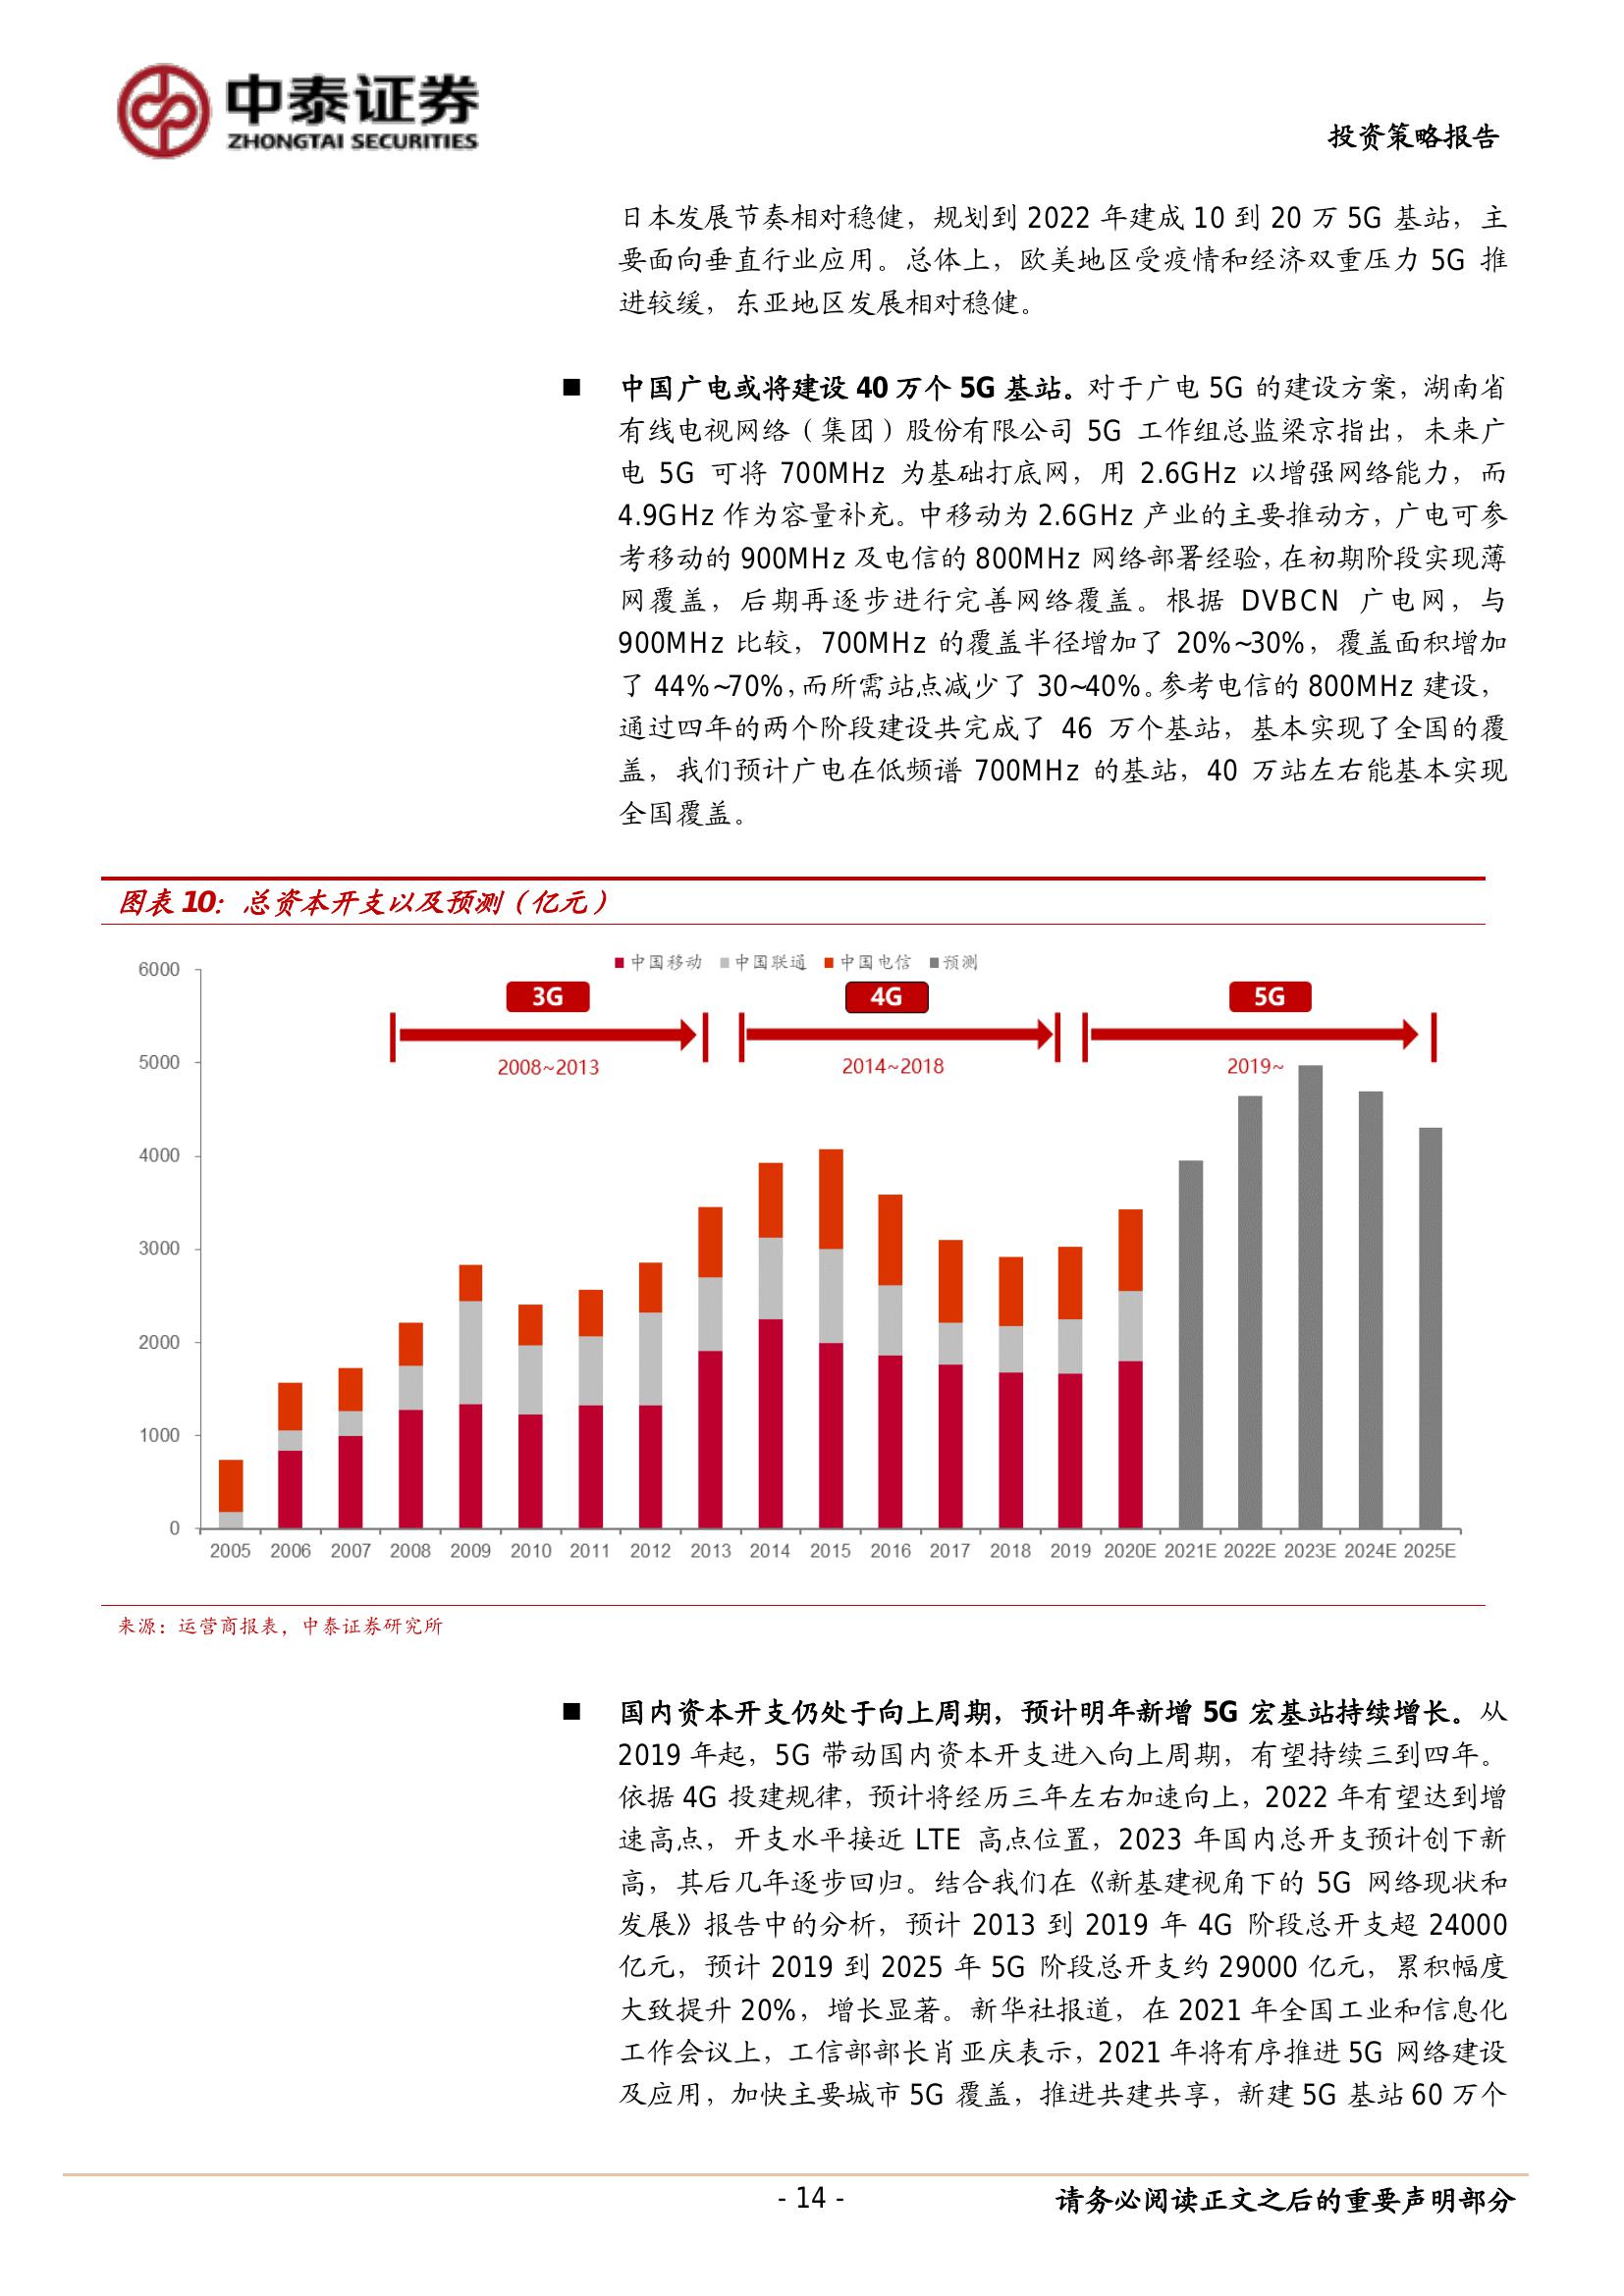 中泰证券
ZHONGTAI SECURITIES
投资策略报告
日本发展节奏相对稳健，规划到 2022 年建成 10 到 20 万 5G 基站，主
要面向垂直行业应用。总体上，欧美地区受疫情和经济双重压力 5G 推
进较缓，东亚地区发展相对稳健。
■ 中国广电或将建设 40 万个 5G 基站。对于广电 5G 的建设方案，湖南省
有线电视网络（集团）股份有限公司 5G 工作组总监梁京指出，未来广
电 5G 可将 700MHz 为基础打底网，用 2.6GHz 以增强网络能力，而
4.9GHz 作为容量补充。中移动为 2.6GHz 产业的主要推动方，广电可参
考移动的 900MHz 及电信的 800MHz 网络部署经验，在初期阶段实现薄
网覆盖，后期再逐步进行完善网络覆盖。根据 DVBCN 广电网，与
900MHz 比较，700MHz 的覆盖半径增加了 20%~30%，覆盖面积增加
了 44%~70%，而所需站点减少了 30~40%。参考电信的 800MHz 建设，
通过四年的两个阶段建设共完成了 46 万个基站，基本实现了全国的覆
盖，我们预计广电在低频谱 700MHz 的基站，40 万站左右能基本实现
全国覆盖。
图表 10：总资本开支以及预测（亿元）
中国移动 中国联通 中国电信 预测
6000
5000
4000
3000
2000
1000
0
3G 4G 5G
2008~2013 2014~2018 2019~
2005 2006 2007 2008 2009 2010 2011 2012 2013 2014 2015 2016 2017 2018 2019 2020E 2021E 2022E 2023E 2024E 2025E
来源：运营商报表，中泰证券研究所
■ 国内资本开支仍处于向上周期，预计明年新增 5G 宏基站持续增长。从
2019 年起，5G 带动国内资本开支进入向上周期，有望持续三到四年。
依据 4G 投建规律，预计将经历三年左右加速向上，2022 年有望达到增
速高点，开支水平接近 LTE 高点位置，2023 年国内总开支预计创下新
高，其后几年逐步回归。结合我们在《新基建视角下的 5G 网络现状和
发展》报告中的分析，预计 2013 到 2019 年 4G 阶段总开支超 24000
亿元，预计 2019 到 2025 年 5G 阶段总开支约 29000 亿元，累积幅度
大致提升 20%，增长显著。新华社报道，在 2021 年全国工业和信息化
工作会议上，工信部部长肖亚庆表示，2021 年将有序推进 5G 网络建设
及应用，加快主要城市 5G 覆盖，推进共建共享，新建 5G 基站 60 万个
- 14 -
请务必阅读正文之后的重要声明部分